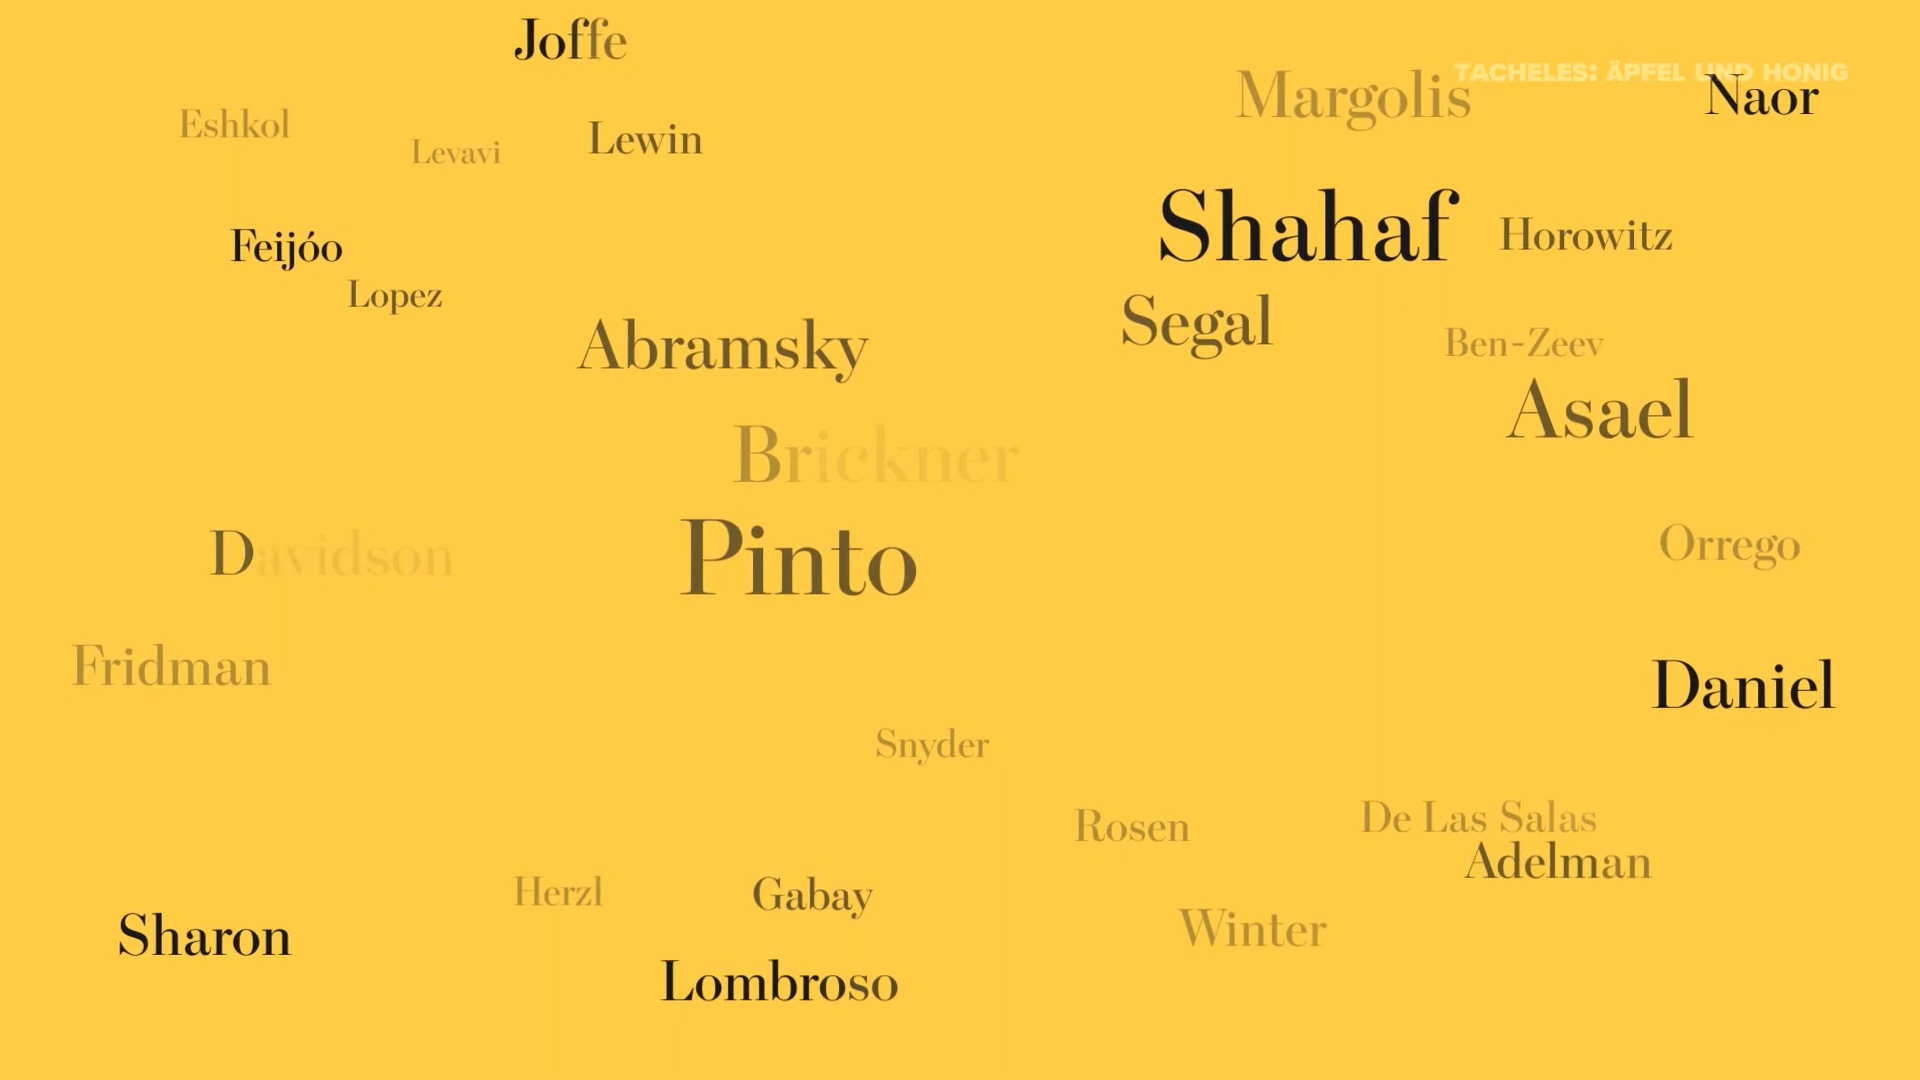 Joffe
TACHELES: ÄPFEL UND HONIG
Margolis
Naor
Eshkol
Levavi
Lewin
Shahaf
Horowitz
Feijóo
Lopez
Segal
Abramsky
Ben-Zeev
Asael
Brickner
Davidson
Pinto
Orrego
Fridman
Daniel
Snyder
Rosen
De Las Salas
Adelman
Herzl
Gabay
Winter
Sharon
Lombroso